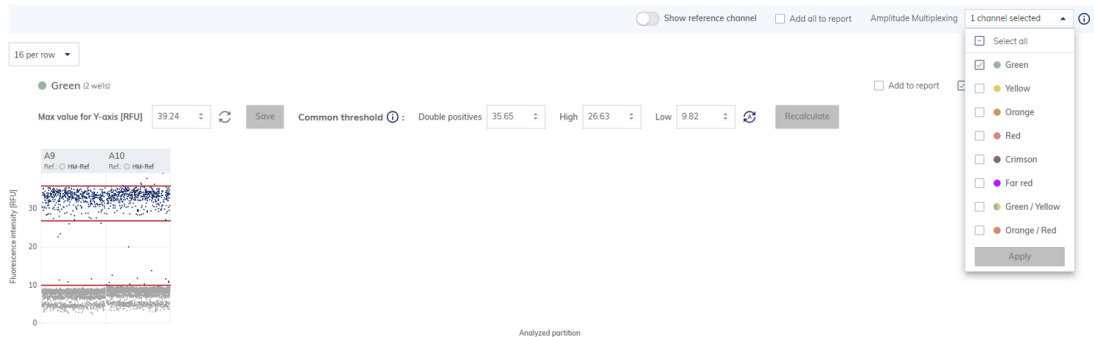 Show reference channel Add all to report Amplitude Multiplexing 1 channel selected
Select all
16 per row
Green
Green (2 wells) Add to report
Yellow
Max value for Y-axis [RFU] 39.24 Save Common threshold : Double positives 35.65 High 26.63 Low 9.82 Recalculate
Orange
Red
Crimson
Far red
Green / Yellow
Orange / Red
Apply
A9 A10
Ref.: HM-Ref Ref.: HM-Ref
Fluorescence intensity [RFU]
30
20
10
0
Analyzed partition